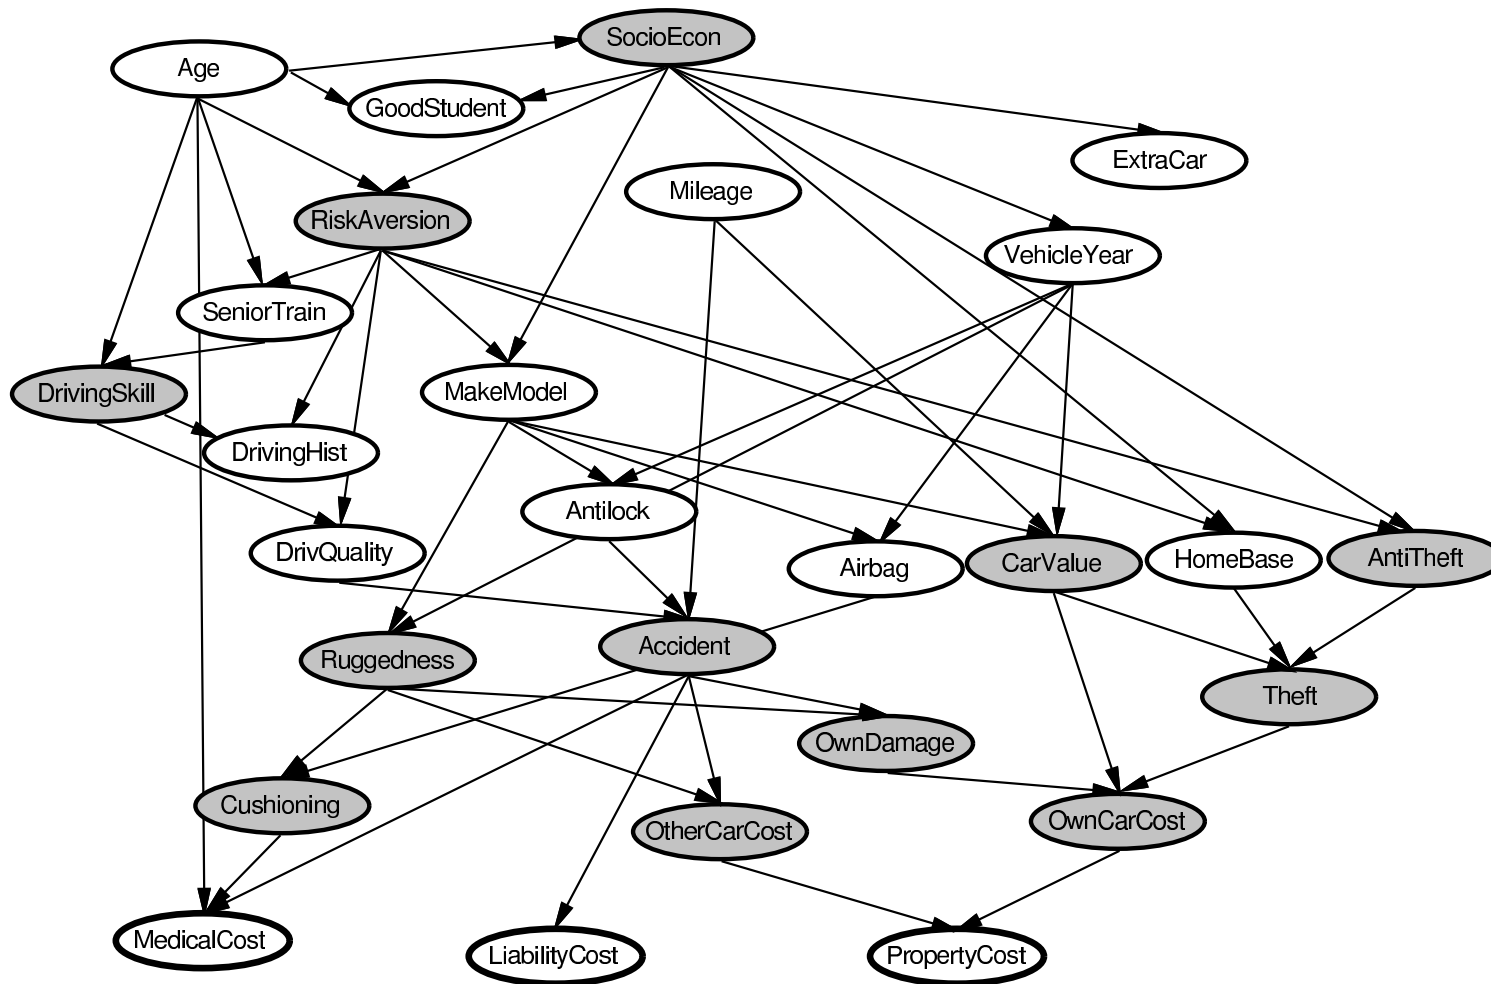 SocioEcon
Age
GoodStudent
ExtraCar
Mileage
RiskAversion
VehicleYear
SeniorTrain
DrivingSkill
MakeModel
DrivingHist
Antilock
DrivQuality
Airbag
CarValue
HomeBase
AntiTheft
Ruggedness
Accident
Theft
OwnDamage
Cushioning
OtherCarCost
OwnCarCost
MedicalCost
LiabilityCost
PropertyCost